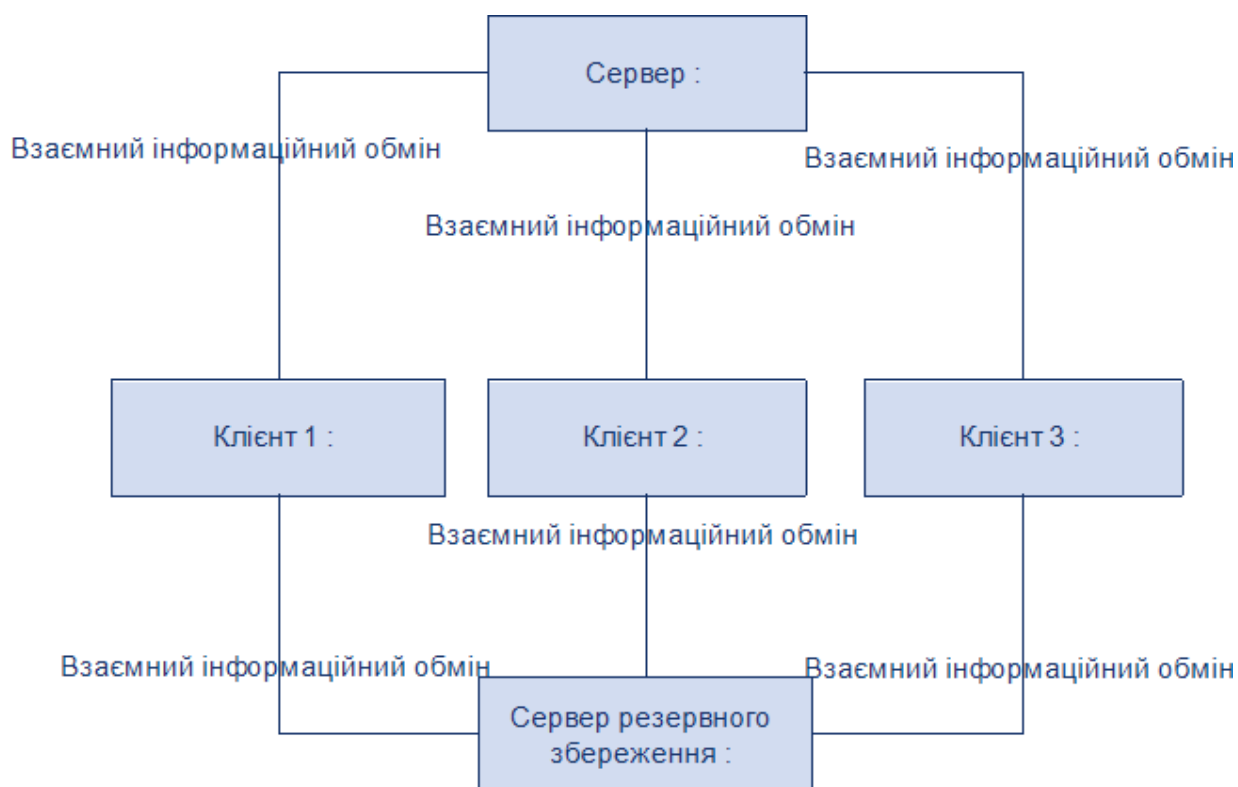 Сервер :
Взаємний інформаційний обмін
Взаємний інформаційний обмін
Взаємний інформаційний обмін
Клієнт 1 :
Клієнт 2 :
Клієнт 3 :
Взаємний інформаційний обмін
Взаємний інформаційний обмін
Взаємний інформаційний обмін
Сервер резервного
збереження :